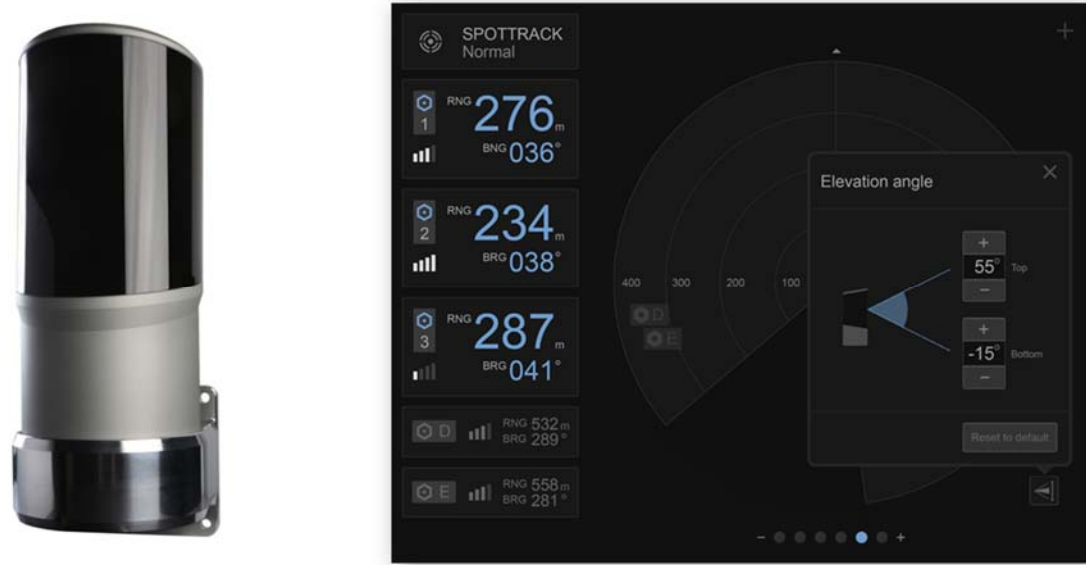 SPOTTRACK
Normal
1
RNG 276 m
BNG 036°
2
RNG 234 m
BRG 038°
3
RNG 287 m
BRG 041°
D RNG 532 m
BRG 289°
E RNG 558 m
BRG 281°
400 300 200 100
D
E
Elevation angle
+
55° Top
−
+
-15° Bottom
−
Reset to default
− +